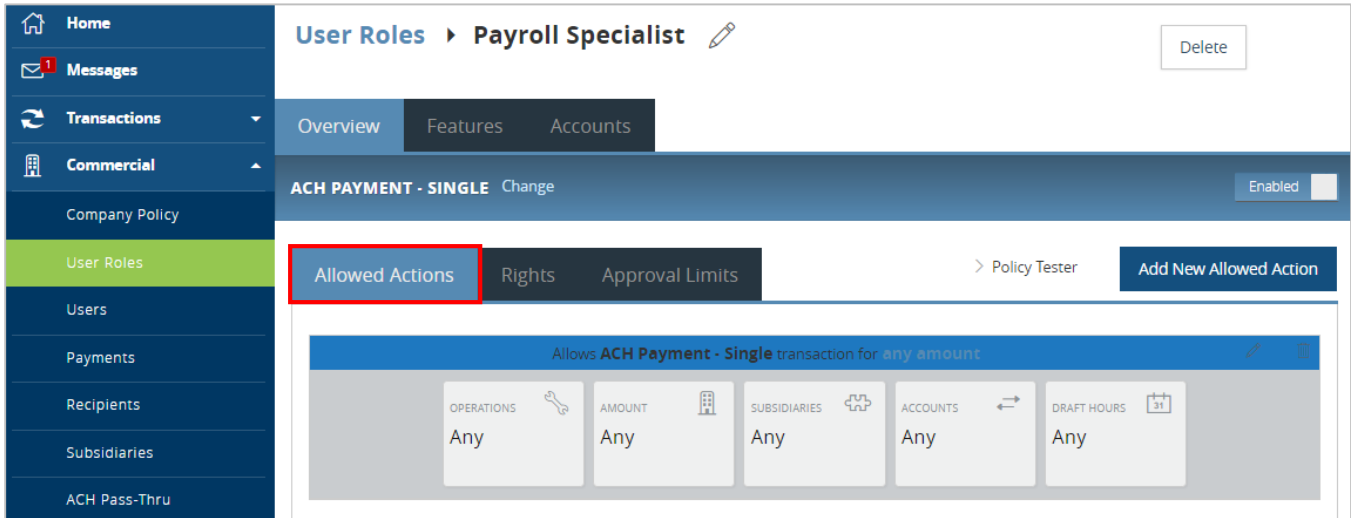 Home
User Roles Payroll Specialist
Delete
1
Messages
Transactions
Overview Features Accounts
Commercial
ACH PAYMENT - SINGLE Change
Enabled
Company Policy
User Roles
Allowed Actions Rights Approval Limits
Policy Tester
Add New Allowed Action
Users
Payments
Allows ACH Payment - Single transaction for any amount
Recipients
OPERATIONS AMOUNT SUBSIDIARIES ACCOUNTS DRAFT HOURS
31
Any Any Any Any Any
Subsidiaries
ACH Pass-Thru